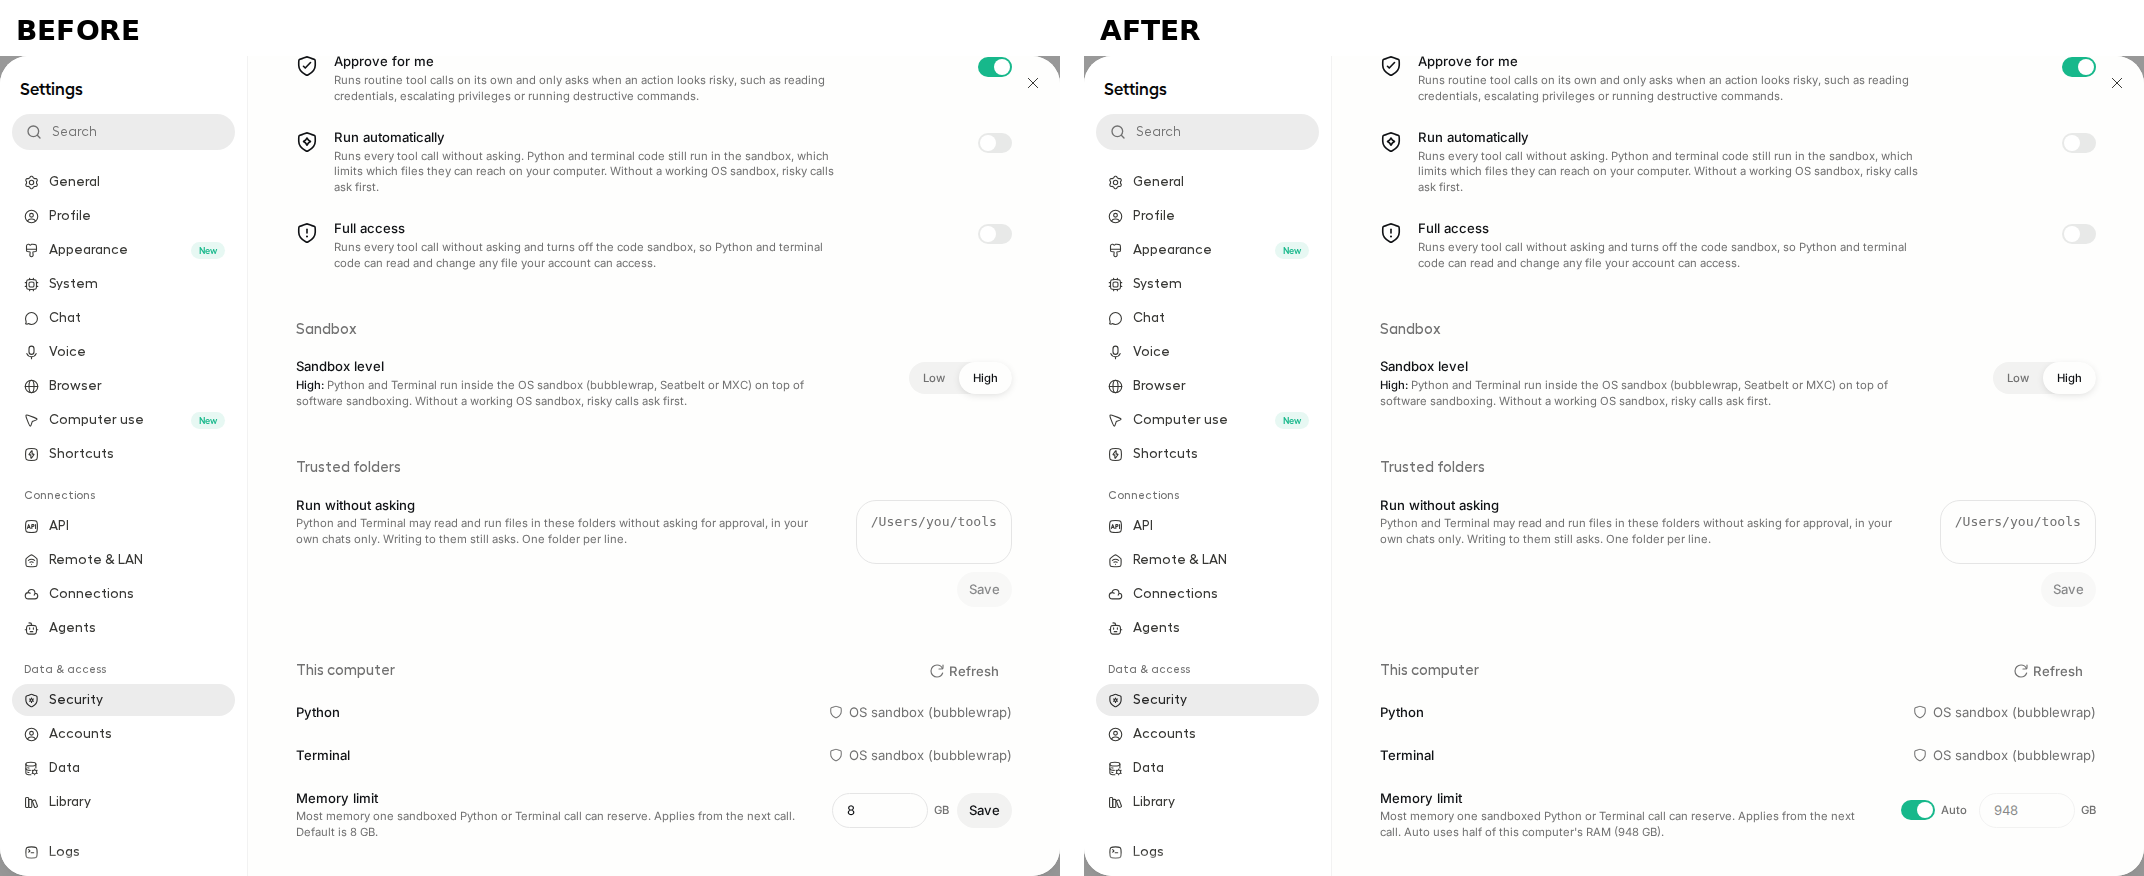 BEFORE
Settings
Search
General
Profile
Appearance New
System
Chat
Voice
Browser
Computer use New
Shortcuts
Connections
API
Remote & LAN
Connections
Agents
Data & access
Security
Accounts
Data
Library
Logs
Approve for me
Runs routine tool calls on its own and only asks when an action looks risky, such as reading
credentials, escalating privileges or running destructive commands.
Run automatically
Runs every tool call without asking. Python and terminal code still run in the sandbox, which
limits which files they can reach on your computer. Without a working OS sandbox, risky calls
ask first.
Full access
Runs every tool call without asking and turns off the code sandbox, so Python and terminal
code can read and change any file your account can access.
Sandbox
Sandbox level
High: Python and Terminal run inside the OS sandbox (bubblewrap, Seatbelt or MXC) on top of
software sandboxing. Without a working OS sandbox, risky calls ask first.
Low High
Trusted folders
Run without asking
Python and Terminal may read and run files in these folders without asking for approval, in your
own chats only. Writing to them still asks. One folder per line.
/Users/you/tools
Save
This computer Refresh
Python OS sandbox (bubblewrap)
Terminal OS sandbox (bubblewrap)
Memory limit
Most memory one sandboxed Python or Terminal call can reserve. Applies from the next call.
Default is 8 GB.
8 GB Save
AFTER
Settings
Search
General
Profile
Appearance New
System
Chat
Voice
Browser
Computer use New
Shortcuts
Connections
API
Remote & LAN
Connections
Agents
Data & access
Security
Accounts
Data
Library
Logs
Approve for me
Runs routine tool calls on its own and only asks when an action looks risky, such as reading
credentials, escalating privileges or running destructive commands.
Run automatically
Runs every tool call without asking. Python and terminal code still run in the sandbox, which
limits which files they can reach on your computer. Without a working OS sandbox, risky calls
ask first.
Full access
Runs every tool call without asking and turns off the code sandbox, so Python and terminal
code can read and change any file your account can access.
Sandbox
Sandbox level
High: Python and Terminal run inside the OS sandbox (bubblewrap, Seatbelt or MXC) on top of
software sandboxing. Without a working OS sandbox, risky calls ask first.
Low High
Trusted folders
Run without asking
Python and Terminal may read and run files in these folders without asking for approval, in your
own chats only. Writing to them still asks. One folder per line.
/Users/you/tools
Save
This computer Refresh
Python OS sandbox (bubblewrap)
Terminal OS sandbox (bubblewrap)
Memory limit
Most memory one sandboxed Python or Terminal call can reserve. Applies from the next
call. Auto uses half of this computer's RAM (948 GB).
Auto 948 GB